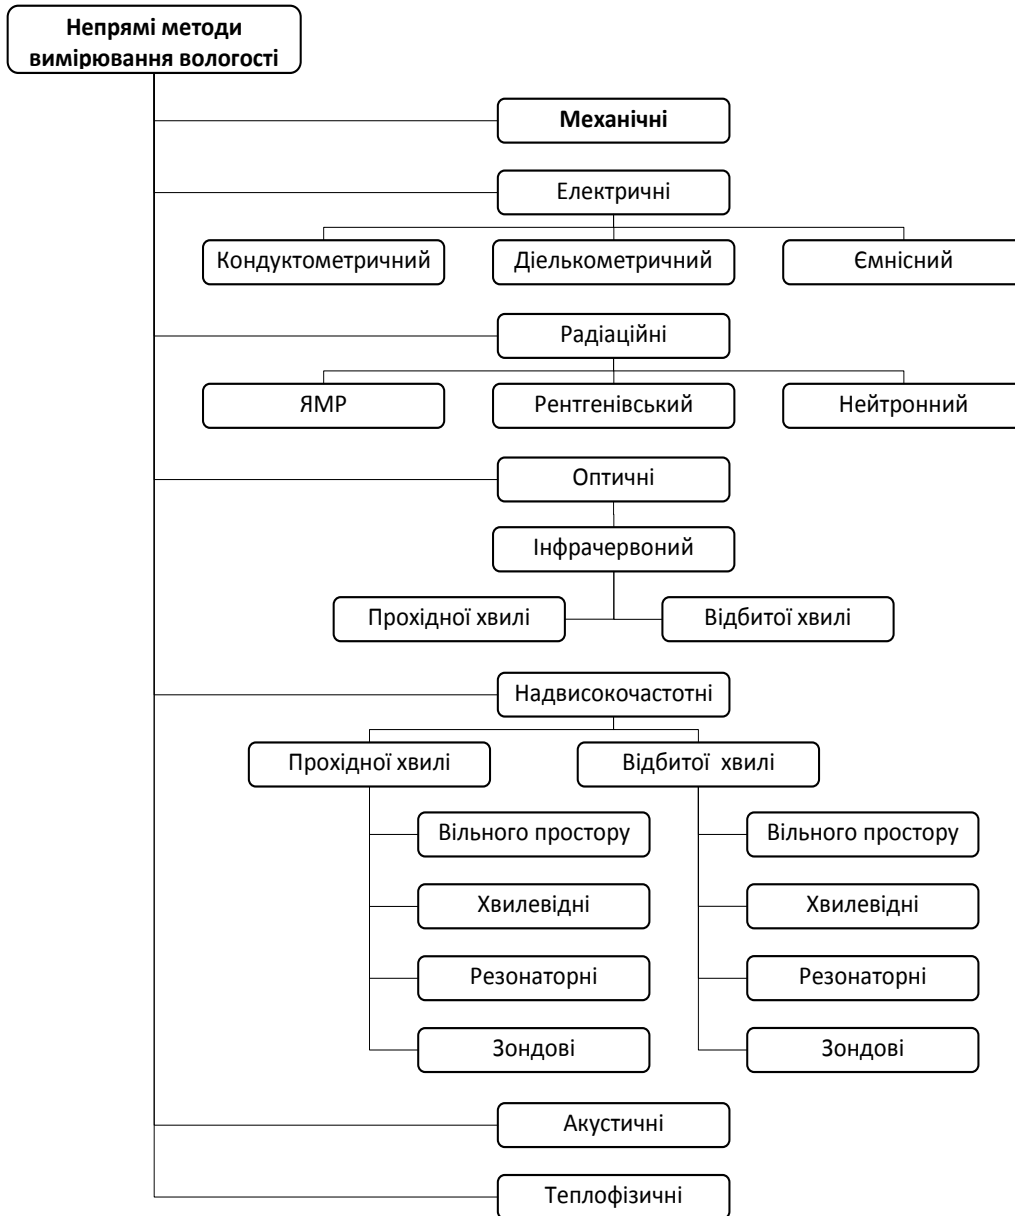 Непрямі методи
вимірювання вологості
Механічні
Електричні
Кондуктометричний
Діелькометричний
Ємнісний
Радіаційні
ЯМР
Рентгенівський
Нейтронний
Оптичні
Інфрачервоний
Прохідної хвилі
Відбитої хвилі
Надвисокочастотні
Прохідної хвилі
Відбитої хвилі
Вільного простору
Вільного простору
Хвилевідні
Хвилевідні
Резонаторні
Резонаторні
Зондові
Зондові
Акустичні
Теплофізичні